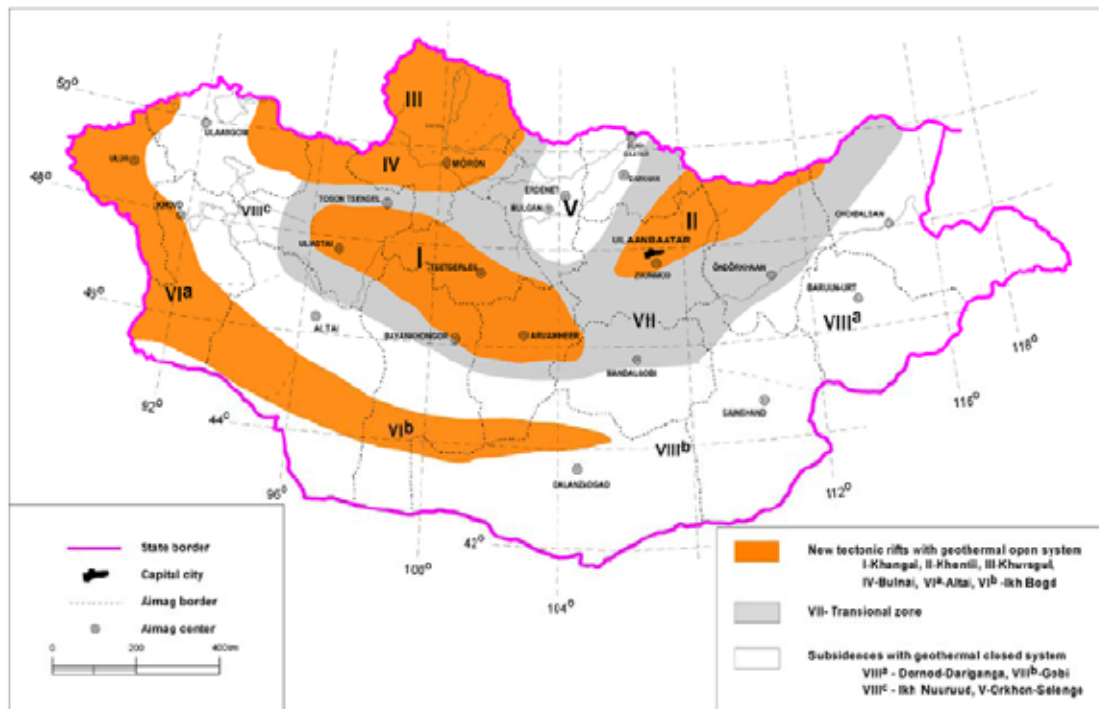 50°
III
ULAANGOM
ULGII
IV
MÖRÖN
48°
DARKHAN
ERDENET
V
BULGAN
KHOVD
VIIIc
TOSON TSENGEL
II
CHOIBALSAN
ULAANBAATAR
ULIASTAI
I
TSETSERLEG
ZUUNMOD
ÖNDÖRKHAAN
VIa
BARUUN-URT
ALTAI
VII
VIIIa
BAYANKHONGOR
ARVAIHEER
MANDALGOBI
118°
92°
44°
SAINSHAND
116°
VIb
VIIIb
DALANZADGAD
96°
112°
42°
100°
104°
State border
Capital city
Aimag border
Aimag center
0 200 400km
New tectonic rifts with geothermal open system
I-Khangai, II-Khentii, III-Khuvsgul,
IV-Bulnai, VIa-Altai, VIb -Ikh Bogd
VII- Transional zone
Subsidences with geothermal closed system
VIIIa - Dornod-Dariganga, VIIIb-Gobi
VIIIc - Ikh Nuuruud, V-Orkhon-Selenge